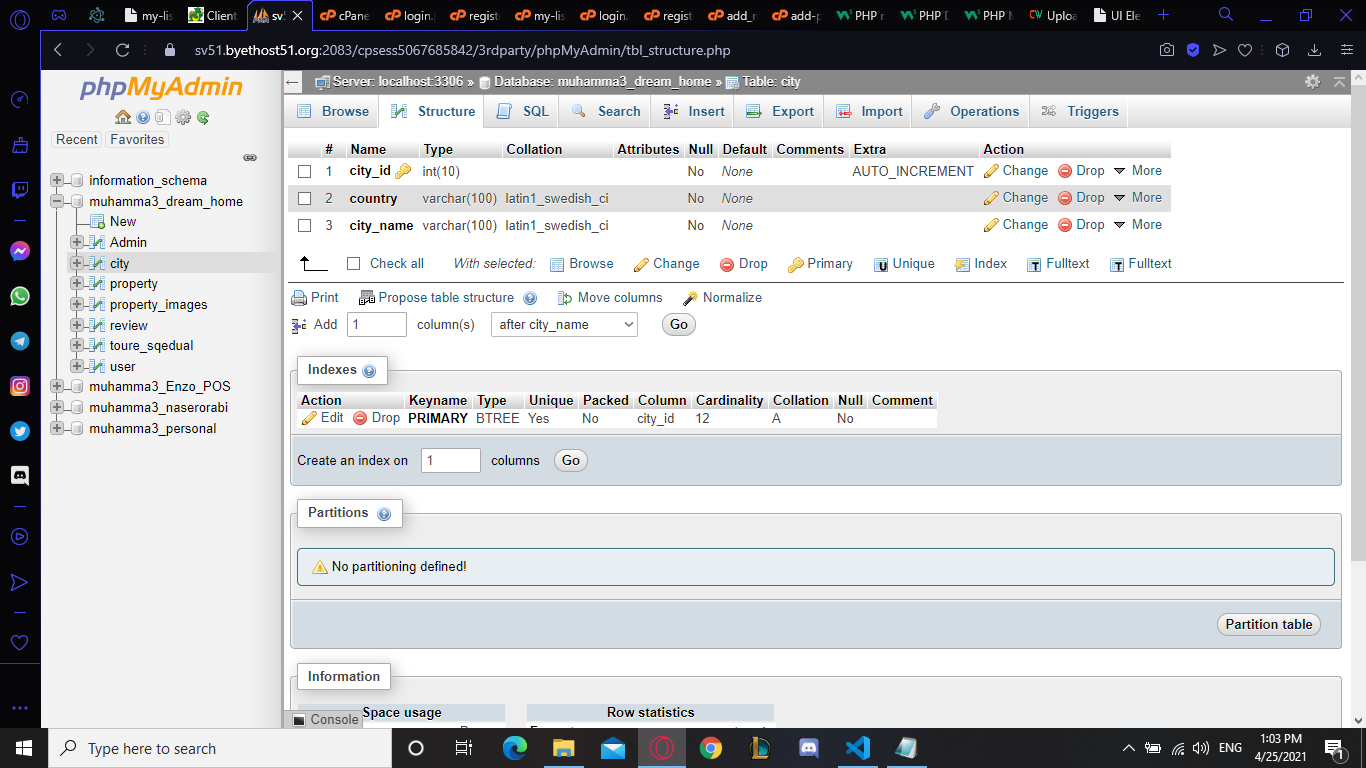 my-lis
Client
sv5
cPane
login.p
registe
my-lis
login.
regist
add_n
add-p
PHP r
PHP D
PHP M
Uploa
UI Ele
sv51.byethost51.org:2083/cpsess5067685842/3rdparty/phpMyAdmin/tbl_structure.php
phpMyAdmin
Recent Favorites
information_schema
muhamma3_dream_home
New
Admin
city
property
property_images
review
toure_sqedual
user
muhamma3_Enzo_POS
muhamma3_naserorabi
muhamma3_personal
Server: localhost:3306 » Database: muhamma3_dream_home » Table: city
Browse Structure SQL Search Insert Export Import Operations Triggers
# Name Type Collation Attributes Null Default Comments Extra Action
1 city_id int(10) No None AUTO_INCREMENT Change Drop More
2 country varchar(100) latin1_swedish_ci No None Change Drop More
3 city_name varchar(100) latin1_swedish_ci No None Change Drop More
Check all With selected: Browse Change Drop Primary Unique Index Fulltext Fulltext
Print Propose table structure Move columns Normalize
Add 1 column(s) after city_name Go
Indexes
Action Keyname Type Unique Packed Column Cardinality Collation Null Comment
Edit Drop PRIMARY BTREE Yes No city_id 12 A No
Create an index on 1 columns Go
Partitions
No partitioning defined!
Partition table
Information
Space usage Row statistics
Console
Type here to search
ENG
1:03 PM
4/25/2021
1